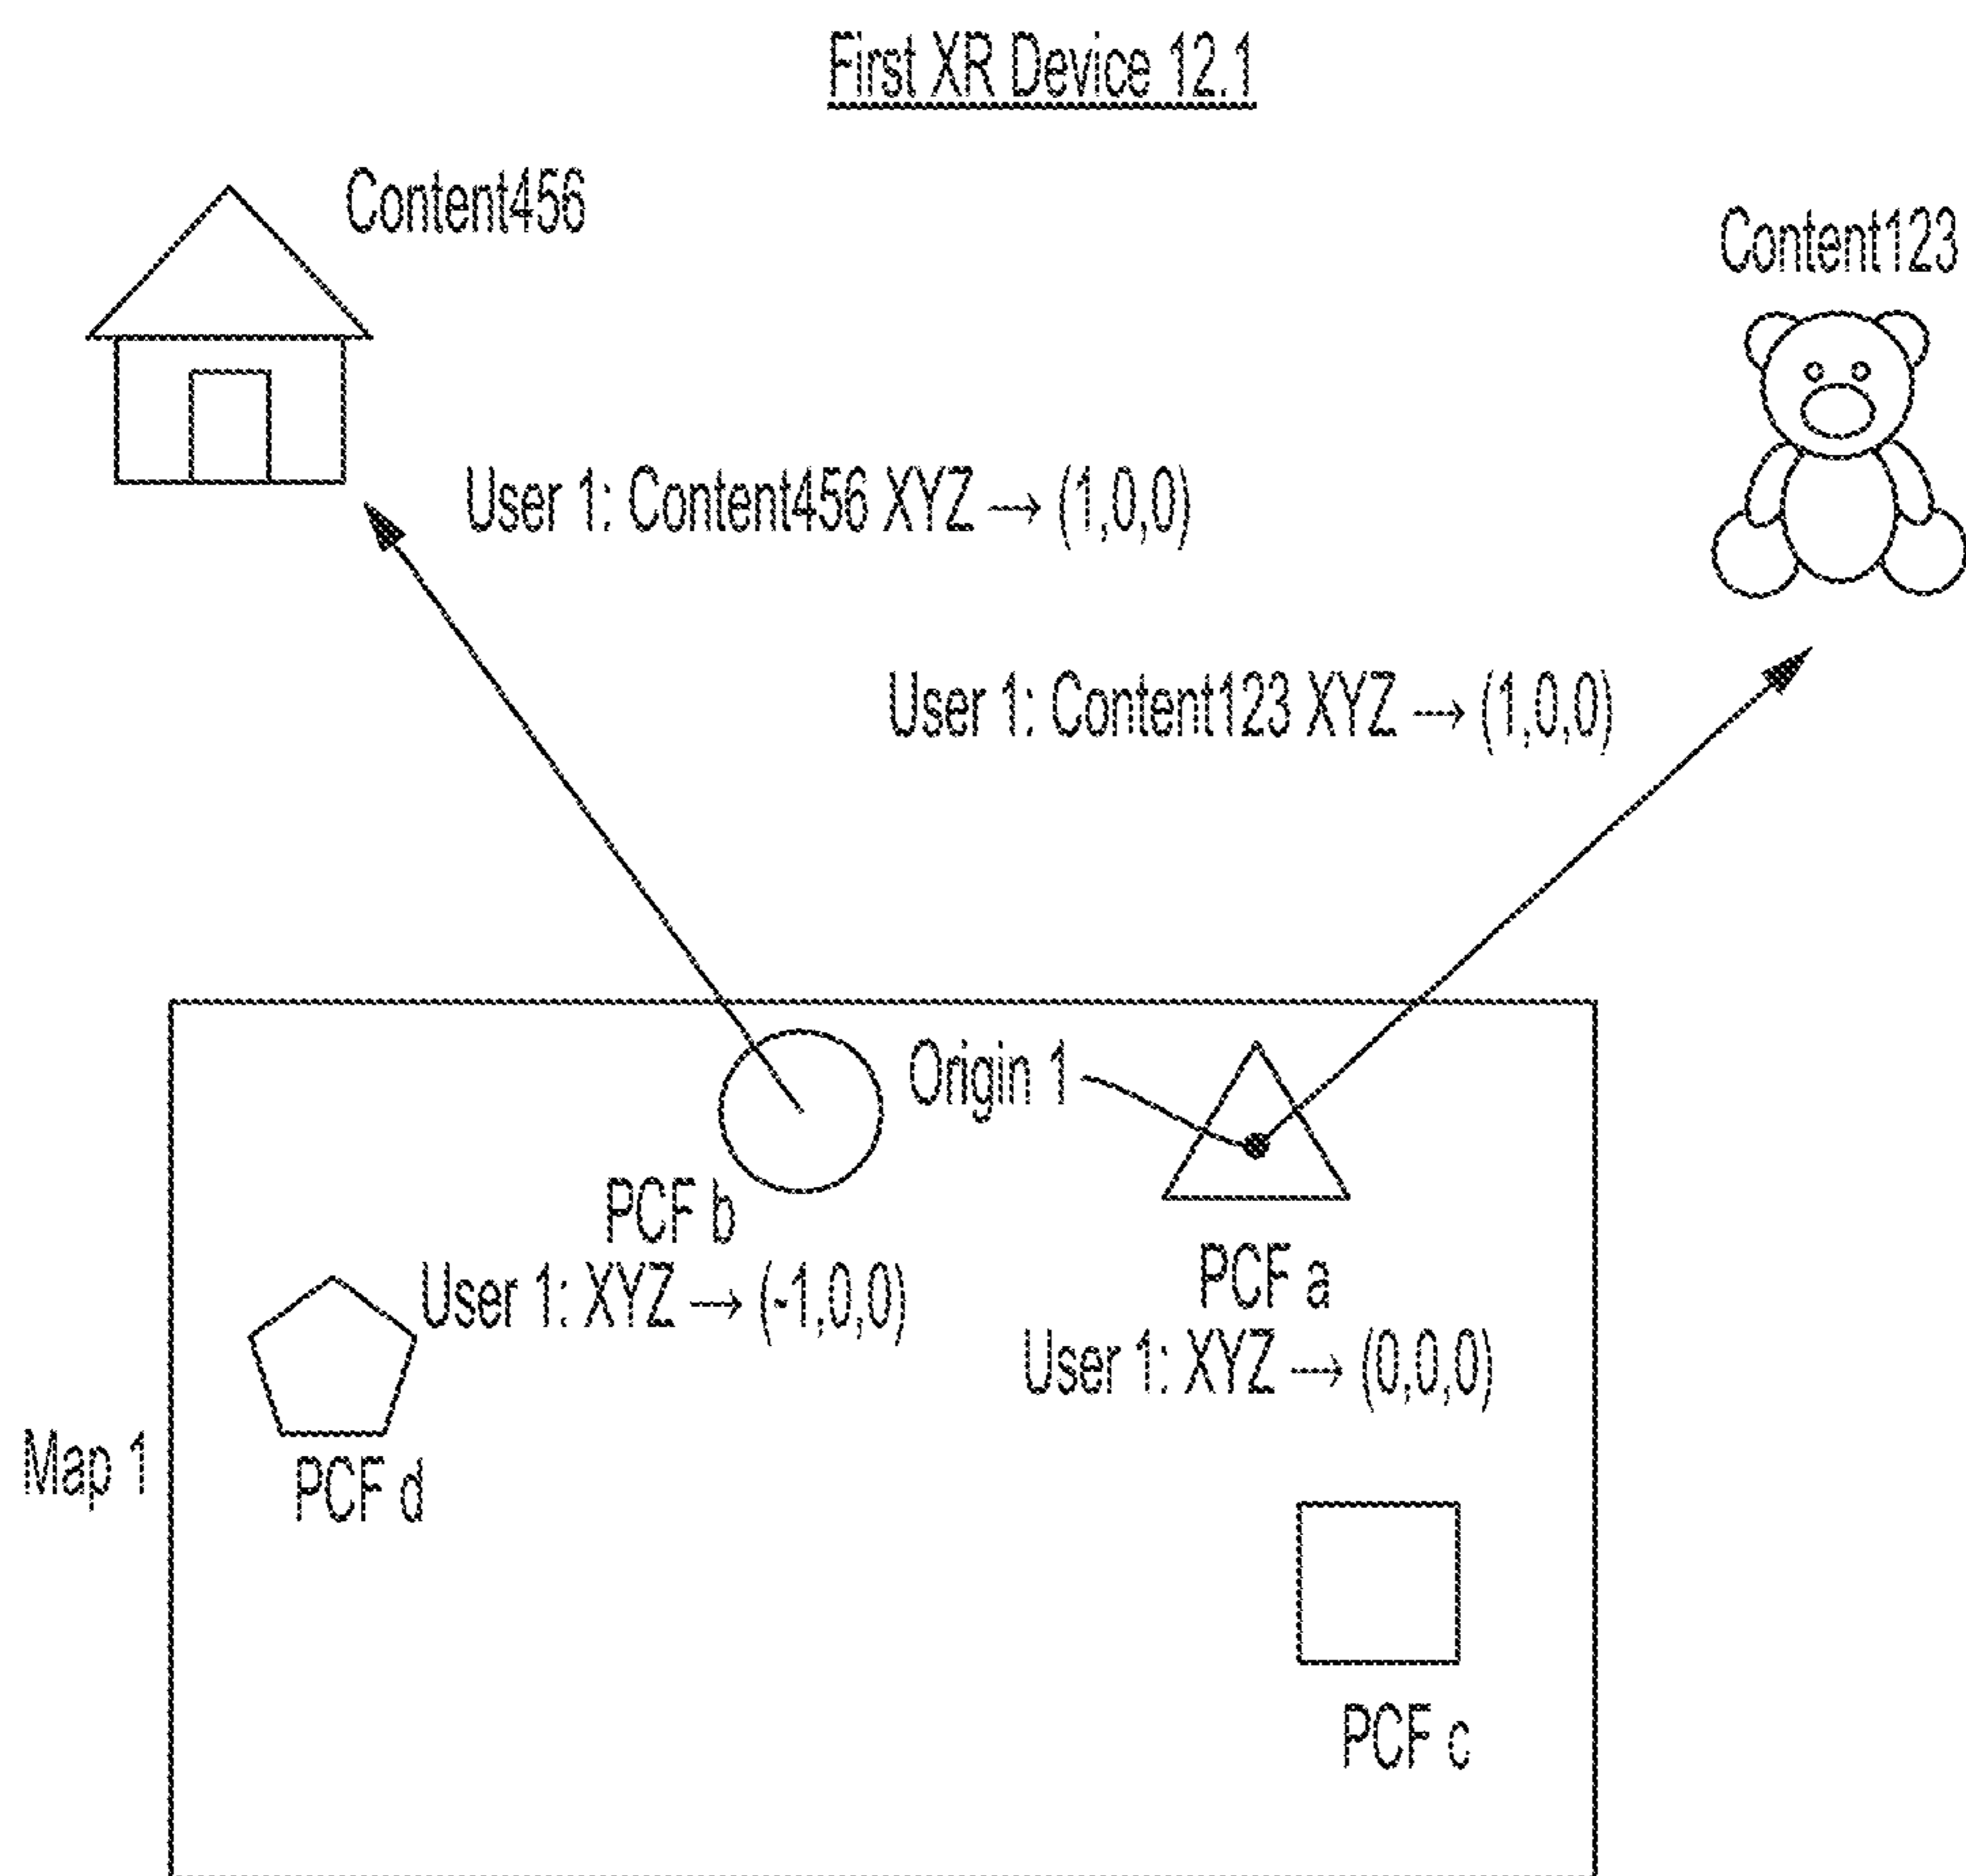 First XR Device 12.1
Content456
Content123
User 1: Content456 XYZ → (1,0,0)
User 1: Content123 XYZ → (1,0,0)
Origin 1
PCF b
User 1: XYZ → (-1,0,0)
PCF a
User 1: XYZ → (0,0,0)
Map 1
PCF d
PCF c